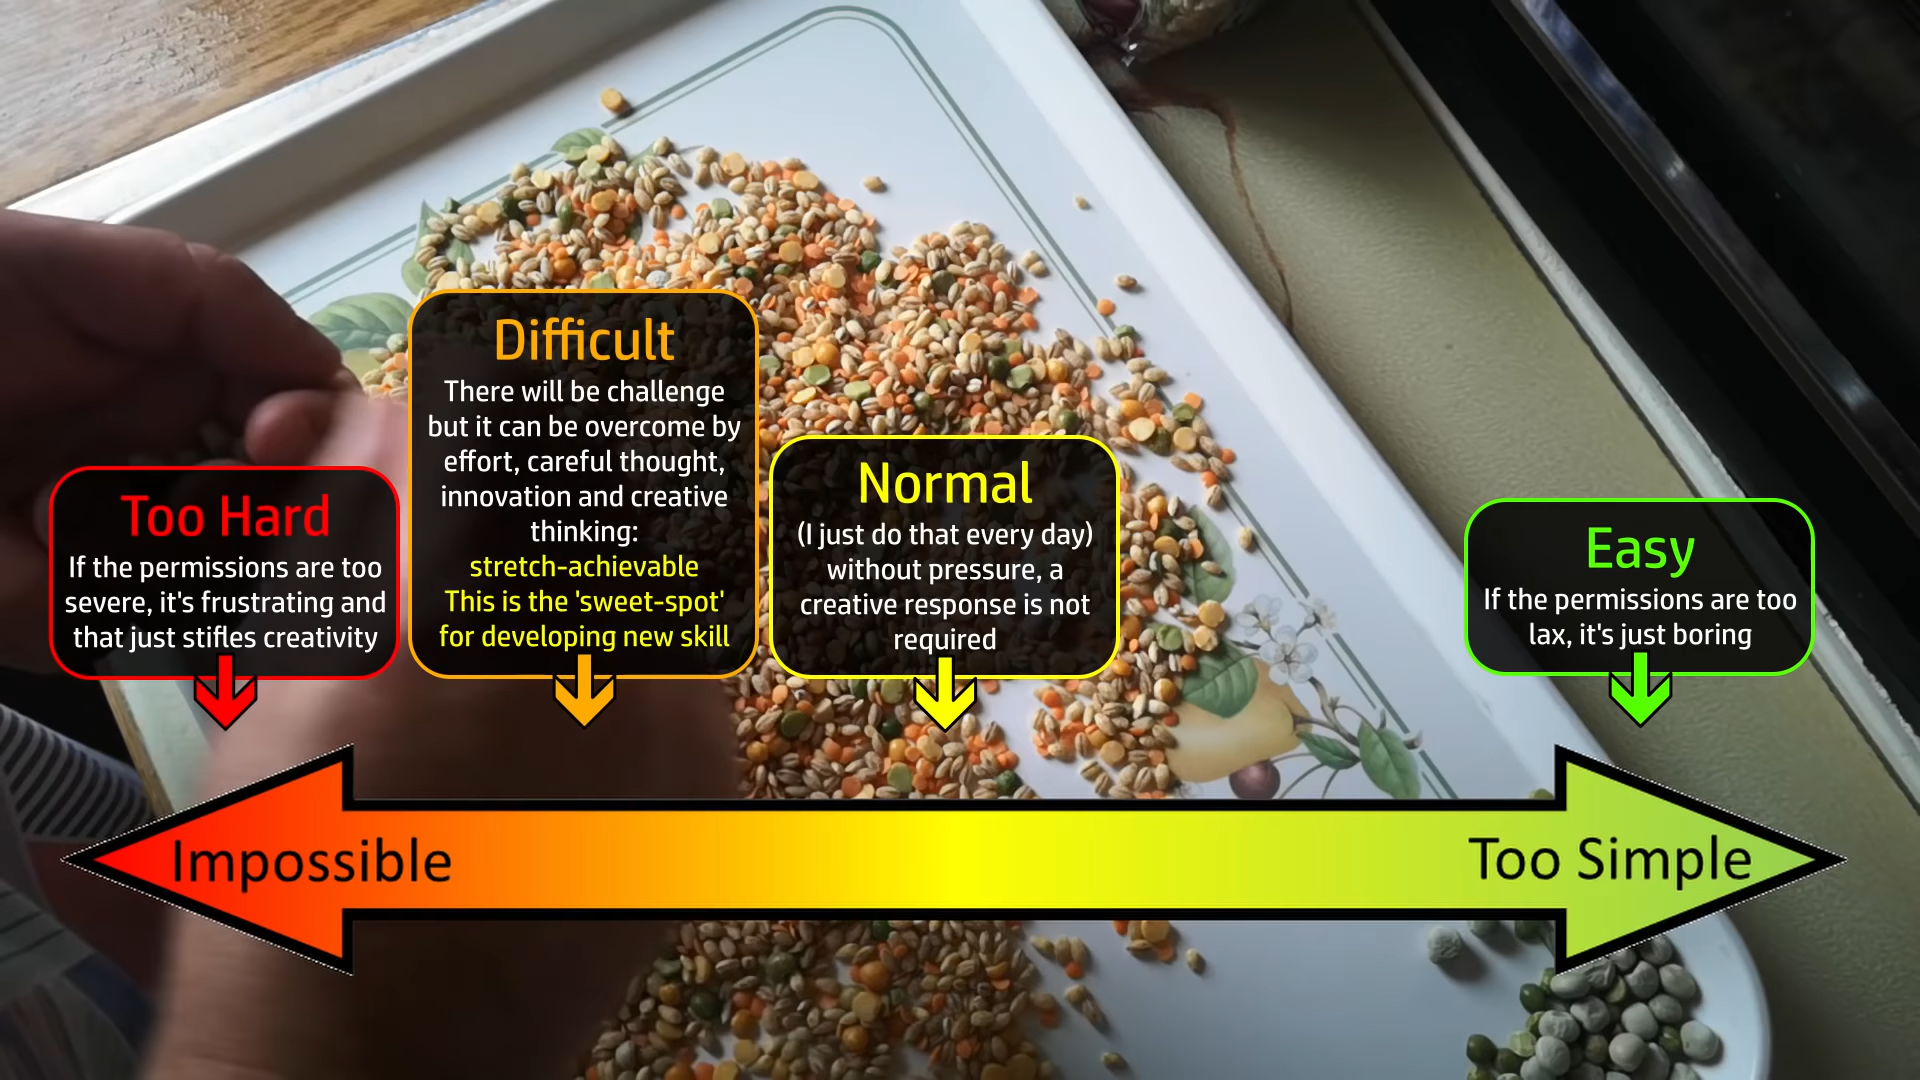 Too Hard
If the permissions are too
severe, it's frustrating and
that just stifles creativity
Difficult
There will be challenge
but it can be overcome by
effort, careful thought,
innovation and creative
thinking:
stretch-achievable
This is the 'sweet-spot'
for developing new skill
Normal
(I just do that every day)
without pressure, a
creative response is not
required
Easy
If the permissions are too
lax, it's just boring
Impossible
Too Simple